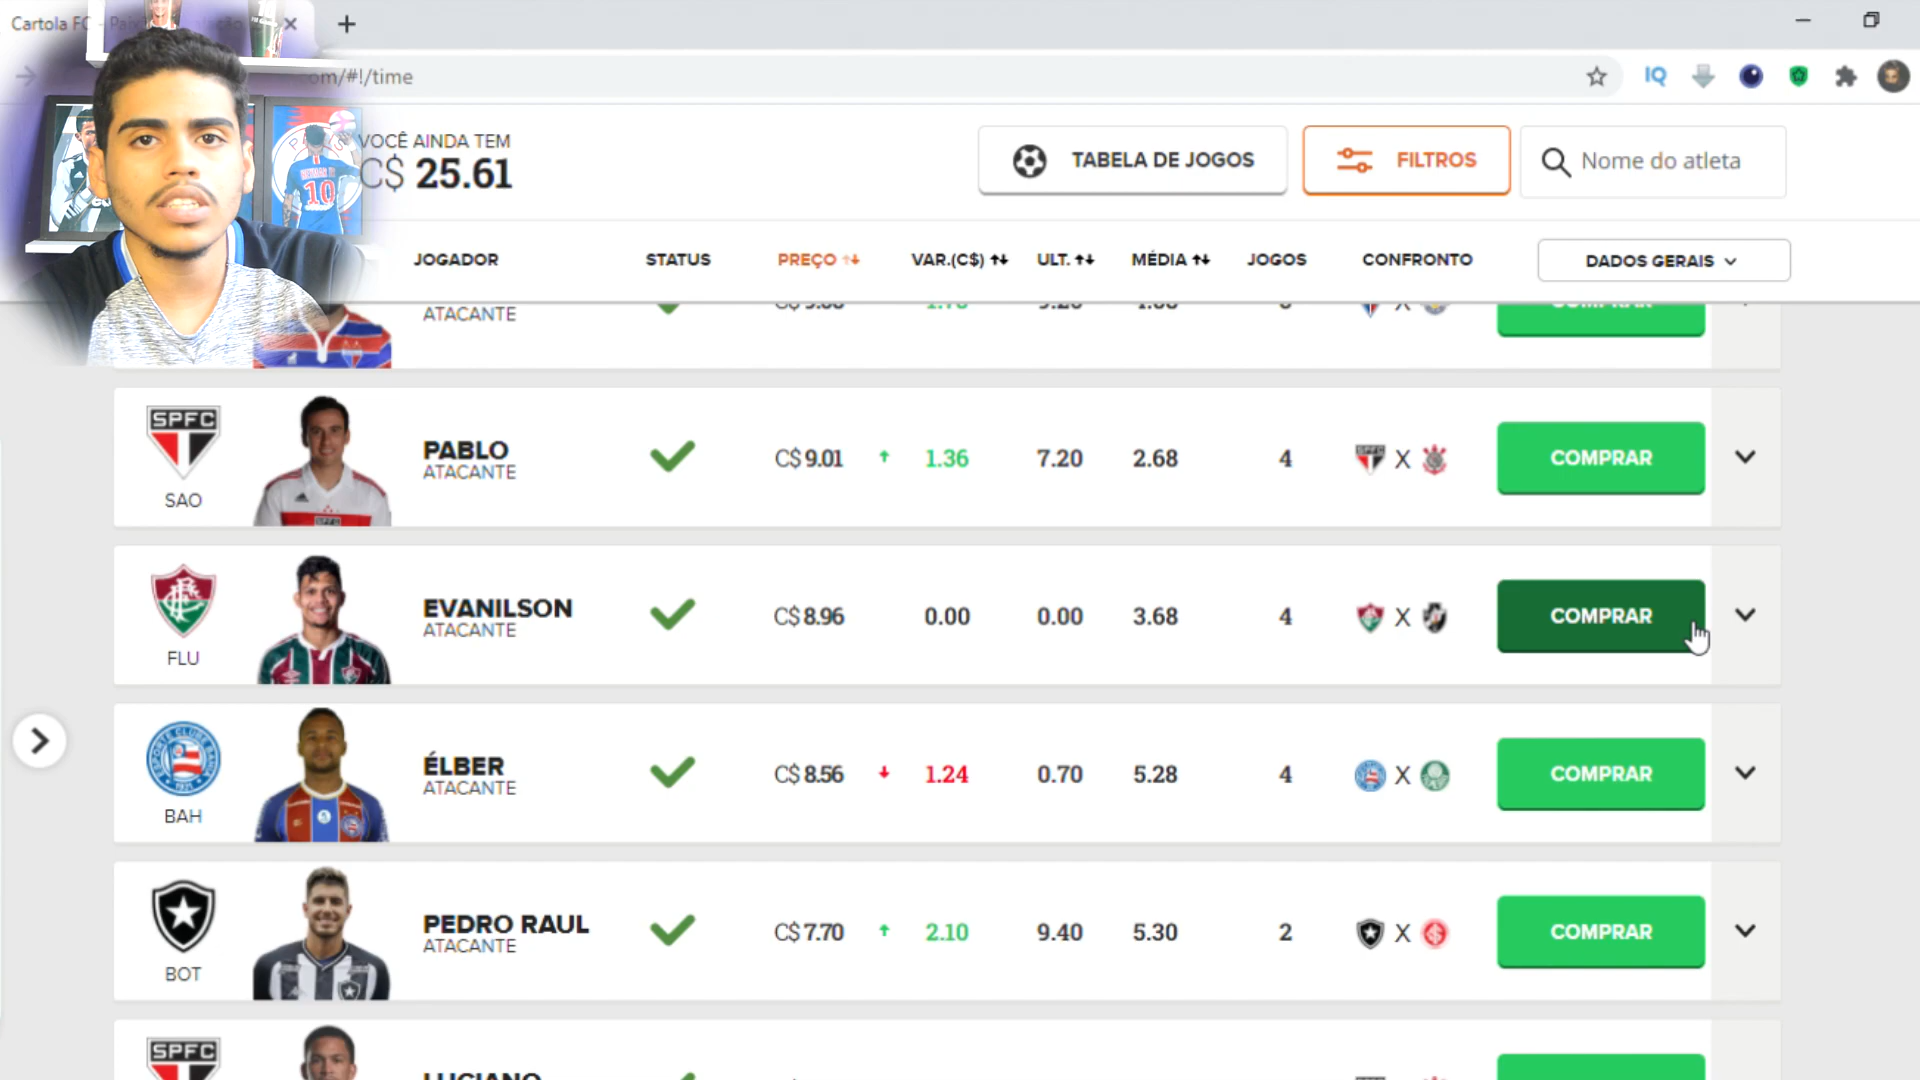 Cartola FC
om/#!/time
IQ
VOCÊ AINDA TEM
C$ 25.61
TABELA DE JOGOS
FILTROS
Nome do atleta
JOGADOR STATUS PREÇO VAR.(C$) ULT. MÉDIA JOGOS CONFRONTO DADOS GERAIS
ATACANTE
SPFC
SAO
PABLO
ATACANTE
C$ 9.01 1.36 7.20 2.68 4 X COMPRAR
FLU
EVANILSON
ATACANTE
C$ 8.96 0.00 0.00 3.68 4 X COMPRAR
BAH
ÉLBER
ATACANTE
C$ 8.56 1.24 0.70 5.28 4 X COMPRAR
BOT
PEDRO RAUL
ATACANTE
C$ 7.70 2.10 9.40 5.30 2 X COMPRAR
SPFC
LUCIANO
NEYMAR JR
10